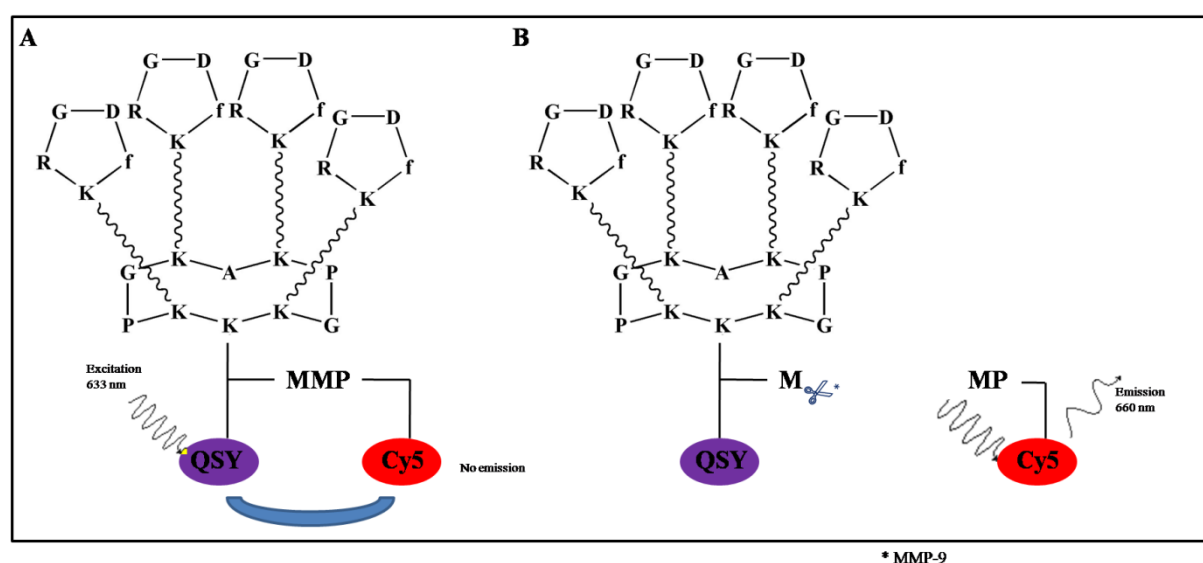 A
B
G D G D
R f R f
K K
G D
R f
K
G D
R f
K
G K A K P
P K K K G
Excitation
633 nm
MMP
QSY
Cy5
No emission
G D G D
R f R f
K K
G D
R f
K
G D
R f
K
G K A K P
P K K K G
M
*
QSY
MP
Cy5
Emission
660 nm
* MMP-9